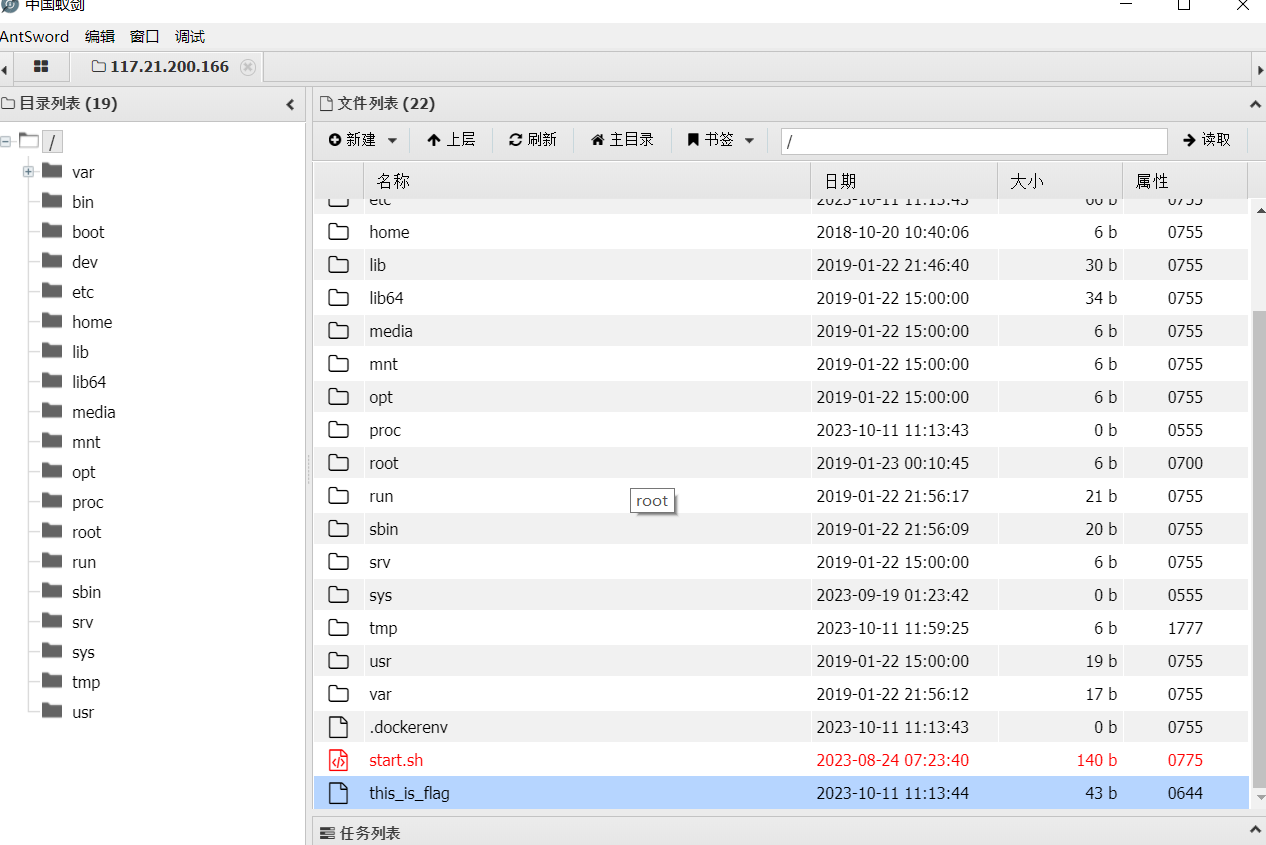 中国蚁剑
AntSword 编辑 窗口 调试
117.21.200.166
目录列表 (19)
/
var
bin
boot
dev
etc
home
lib
lib64
media
mnt
opt
proc
root
run
sbin
srv
sys
tmp
usr
文件列表 (22)
新建 上层 刷新 主目录 书签 / 读取
名称 日期 大小 属性
etc 2023-10-11 11:13:43 66 b 0755
home 2018-10-20 10:40:06 6 b 0755
lib 2019-01-22 21:46:40 30 b 0755
lib64 2019-01-22 15:00:00 34 b 0755
media 2019-01-22 15:00:00 6 b 0755
mnt 2019-01-22 15:00:00 6 b 0755
opt 2019-01-22 15:00:00 6 b 0755
proc 2023-10-11 11:13:43 0 b 0555
root 2019-01-23 00:10:45 6 b 0700
run 2019-01-22 21:56:17 21 b 0755
root
sbin 2019-01-22 21:56:09 20 b 0755
srv 2019-01-22 15:00:00 6 b 0755
sys 2023-09-19 01:23:42 0 b 0555
tmp 2023-10-11 11:59:25 6 b 1777
usr 2019-01-22 15:00:00 19 b 0755
var 2019-01-22 21:56:12 17 b 0755
.dockerenv 2023-10-11 11:13:43 0 b 0755
start.sh 2023-08-24 07:23:40 140 b 0775
this_is_flag 2023-10-11 11:13:44 43 b 0644
任务列表